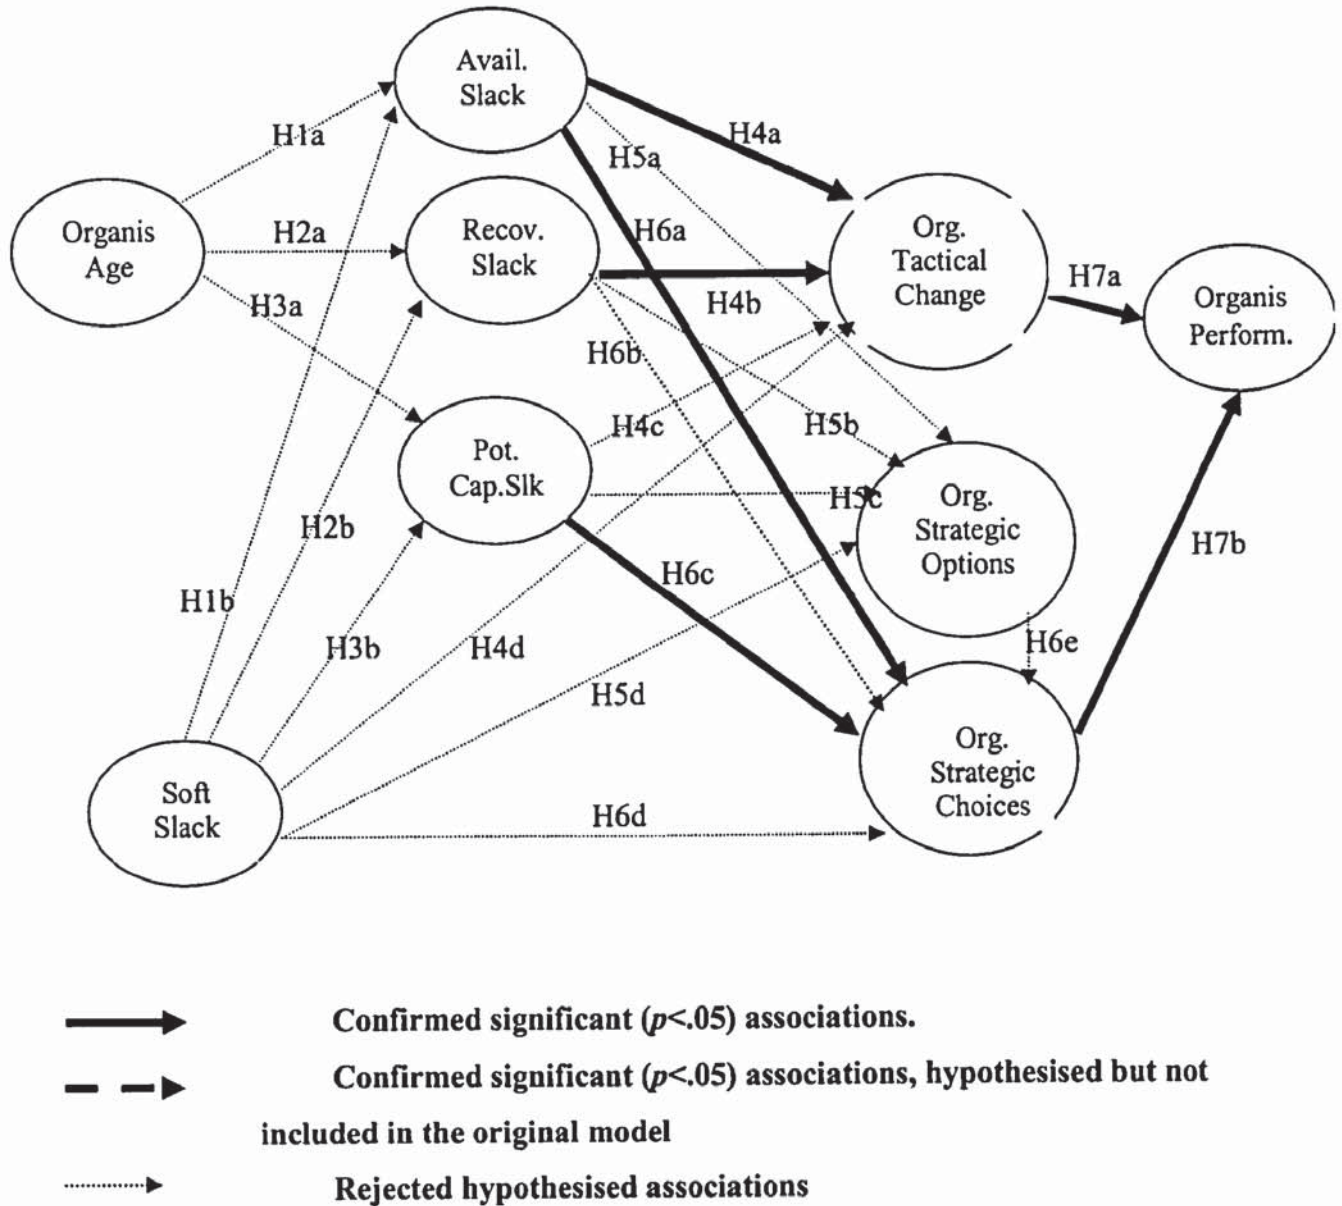 Avail.
Slack
H1a
H4a
H5a
Organis
Age
H2a
Recov.
Slack
H6a
Org.
Tactical
Change
H7a
Organis
Perform.
H3a
H4b
H6b
Pot.
Cap.Slk
H4c
H5b
H5c
Org.
Strategic
Options
H2b
H7b
H1b
H6c
H3b
H4d
H6e
H5d
Soft
Slack
H6d
Org.
Strategic
Choices
Confirmed significant (p<.05) associations.
Confirmed significant (p<.05) associations, hypothesised but not
included in the original model
Rejected hypothesised associations